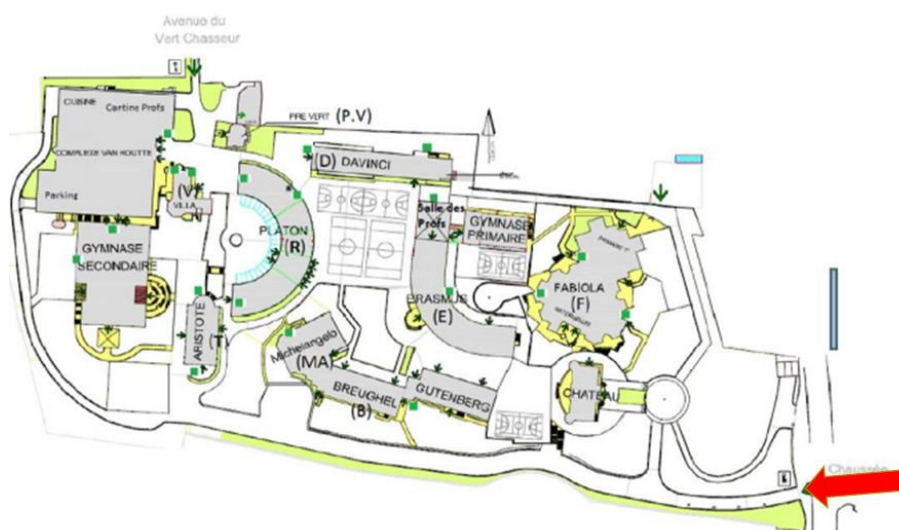 Avenue du
Vert Chasseur
CUISINE
Cantine Profs
PRE VERT (P.V)
COMPLEXE VAN HOUTTE
(D) DAVINCI
Parking
(V)
VILLA
Salle des
Profs
GYMNASE
PRIMAIRE
PLATON
(R)
GYMNASE
SECONDAIRE
FABIOLA
(F)
ERASMUS
(E)
ARISTOTE
(T)
Michelangelo
(MA)
BREUGHEL
(B)
GUTENBERG
CHATEAU
Chaussée